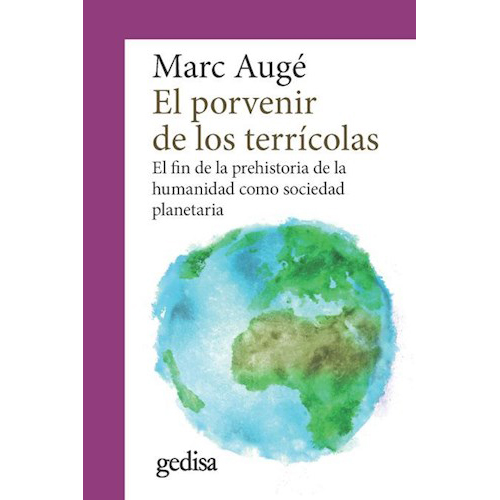 Marc Augé
El porvenir
de los terrícolas
El fin de la prehistoria de la
humanidad como sociedad
planetaria
gedisa